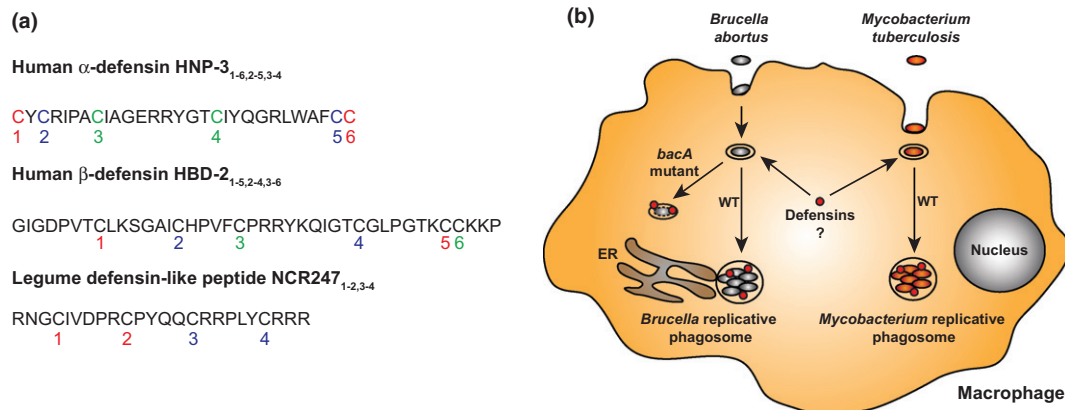 (a)
Human α-defensin HNP-31-6,2-5,3-4
CYCRIPACIAGERRYGTCIYQGRLWAFCC
1 2 3 4 5 6
Human β-defensin HBD-21-5,2-4,3-6
GIGDPVTCLKSGAICHPVFCPRRYKQIGTCGLPGTKCCKKP
1 2 3 4 5 6
Legume defensin-like peptide NCR2471-2,3-4
RNGCIVDPRCPYQQCRRPLYCRRR
1 2 3 4
(b)
Brucella
abortus
Mycobacterium
tuberculosis
bacA
mutant
WT
Defensins
?
WT
ER
Nucleus
Brucella replicative
phagosome
Mycobacterium replicative
phagosome
Macrophage